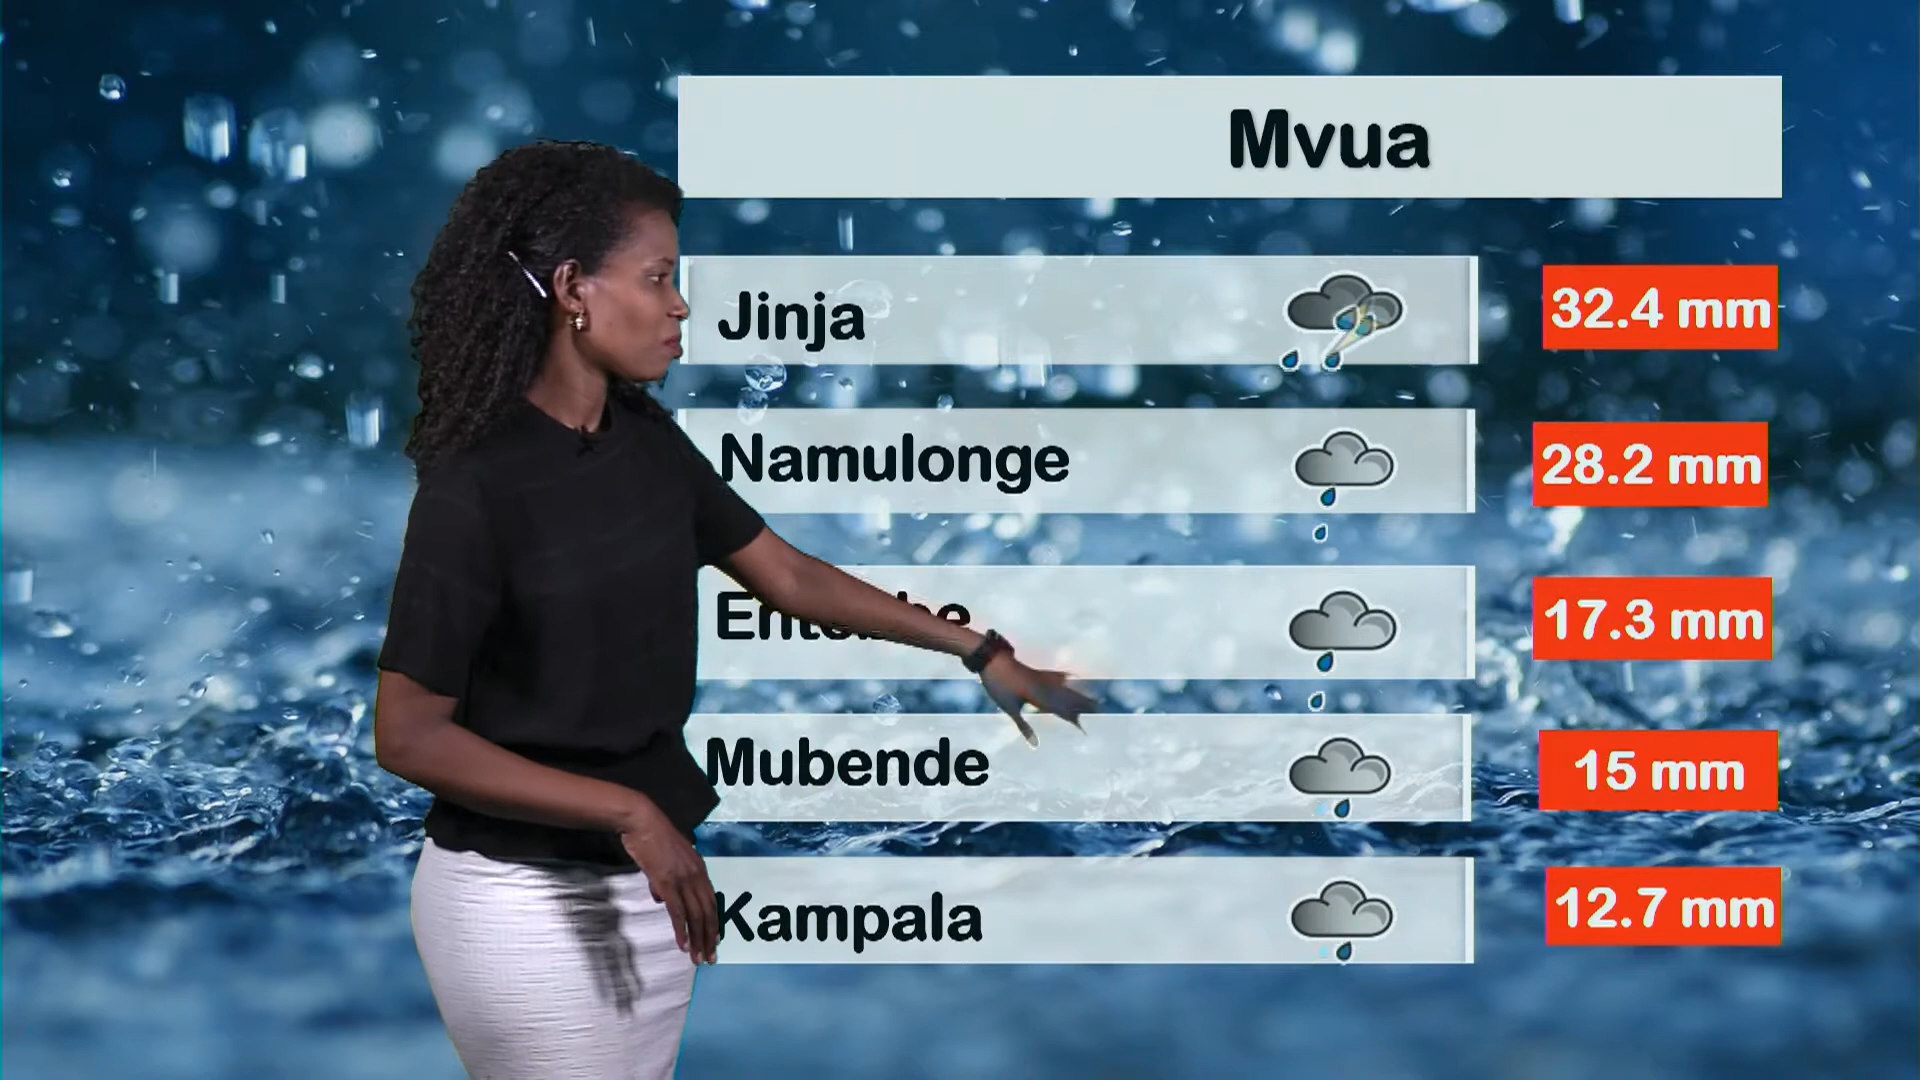 Mvua
Jinja 32.4 mm
Namulonge 28.2 mm
17.3 mm
Mubende 15 mm
Kampala 12.7 mm